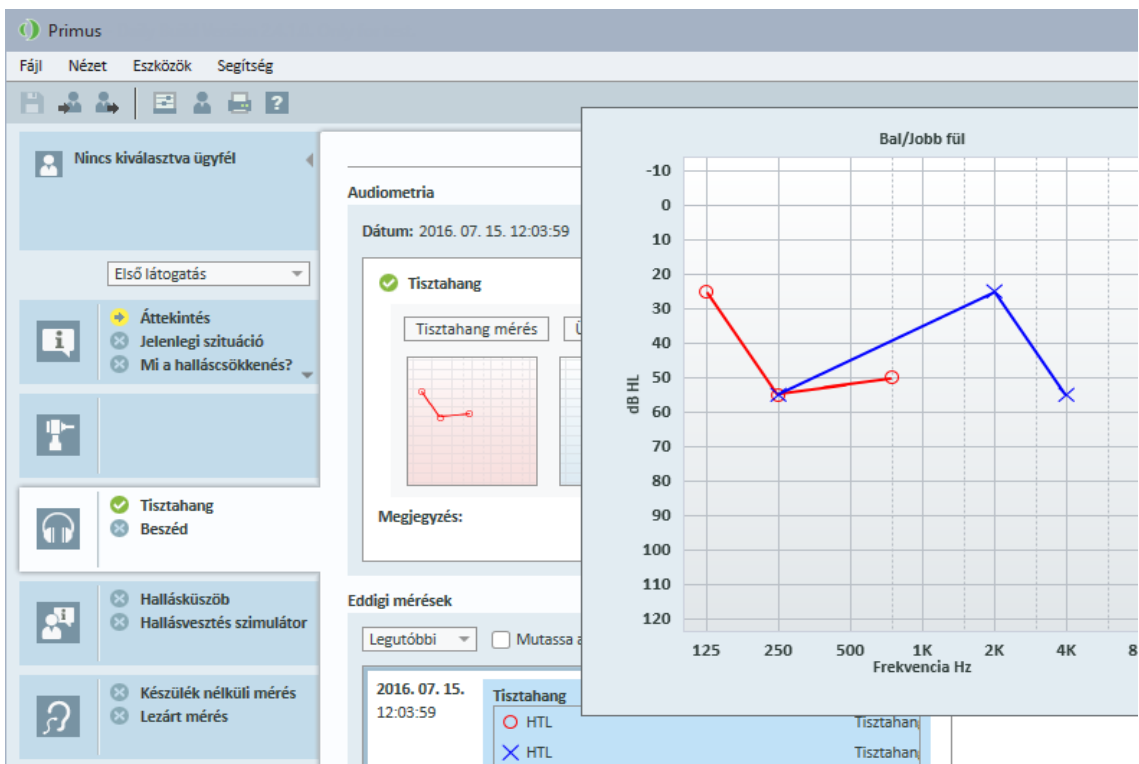 Primus
Fájl Nézet Eszközök Segítség
Nincs kiválasztva ügyfél
Első látogatás
Áttekintés
Jelenlegi szituáció
Mi a halláscsökkenés?
Tisztahang
Beszéd
Hallásküszöb
Hallásvesztés szimulátor
Készülék nélküli mérés
Lezárt mérés
Audiometria
Dátum: 2016. 07. 15. 12:03:59
Tisztahang
Tisztahang mérés
Megjegyzés:
Eddigi mérések
Legutóbbi
Mutassa
2016. 07. 15.
12:03:59
Tisztahang
HTL
HTL
Bal/Jobb fül
-10
0
10
20
30
40
50
60
70
80
90
100
110
120
dB HL
125 250 500 1K 2K 4K
Frekvencia Hz